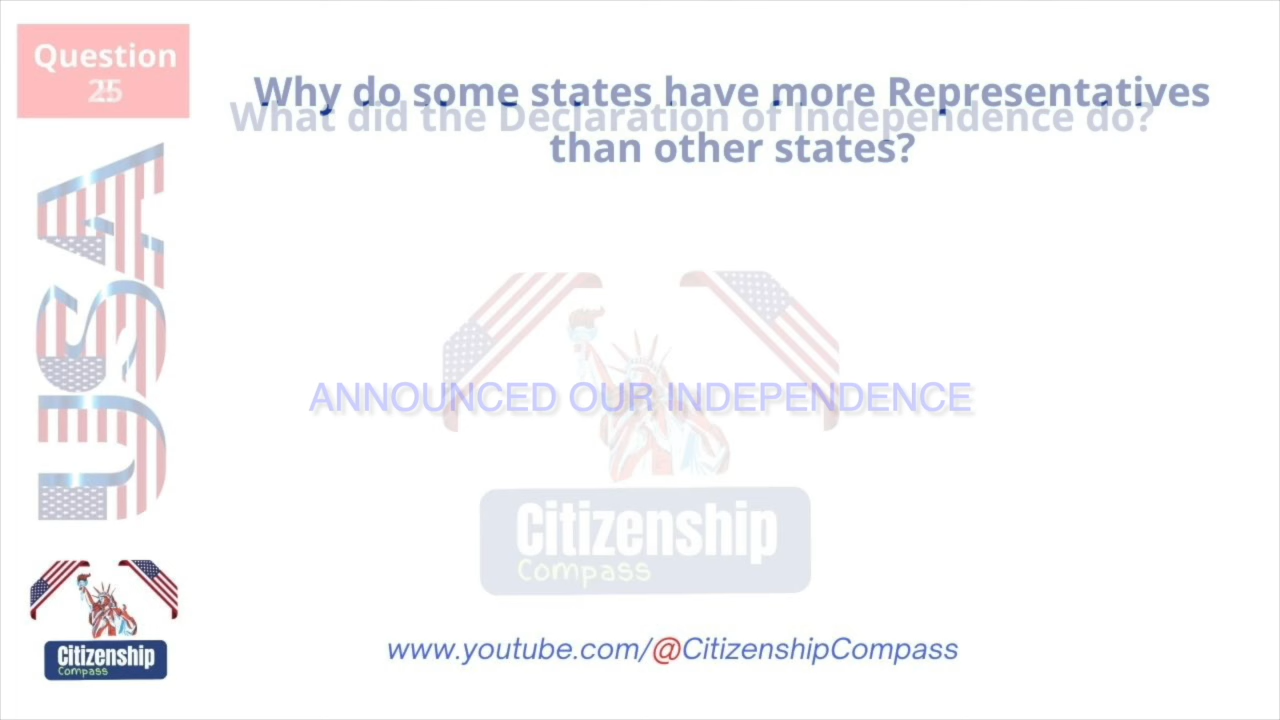 Question
25
Why do some states have more Representatives
What did the Declaration of Independence do?
than other states?
USA
ANNOUNCED OUR INDEPENDENCE
Citizenship
Compass
Citizenship
Compass
www.youtube.com/@CitizenshipCompass